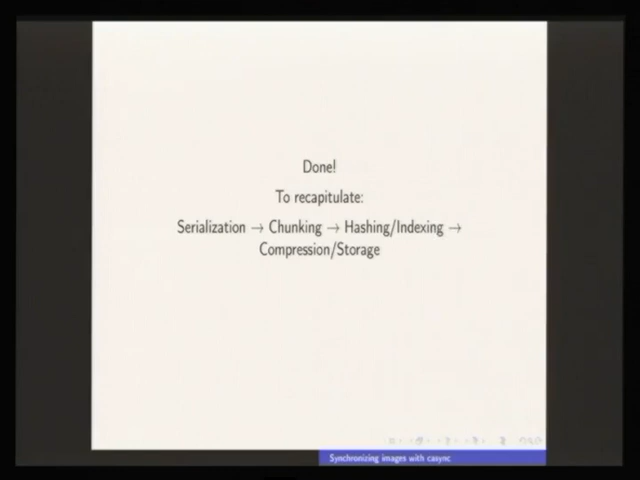 Done!
To recapitulate:
Serialization → Chunking → Hashing/Indexing →
Compression/Storage
Synchronizing images with casync